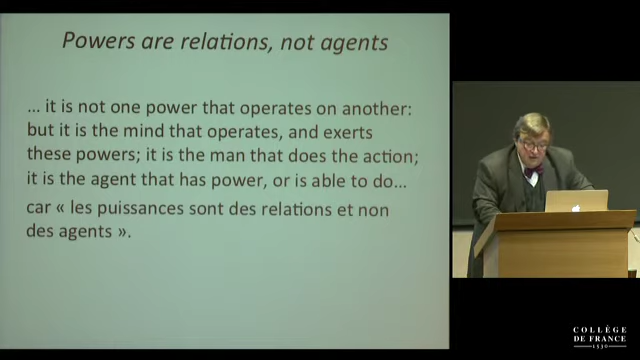 Powers are relations, not agents
… it is not one power that operates on another:
but it is the mind that operates, and exerts
these powers; it is the man that does the action;
it is the agent that has power, or is able to do…
car « les puissances sont des relations et non
des agents ».
COLLÈGE
DE FRANCE
1530